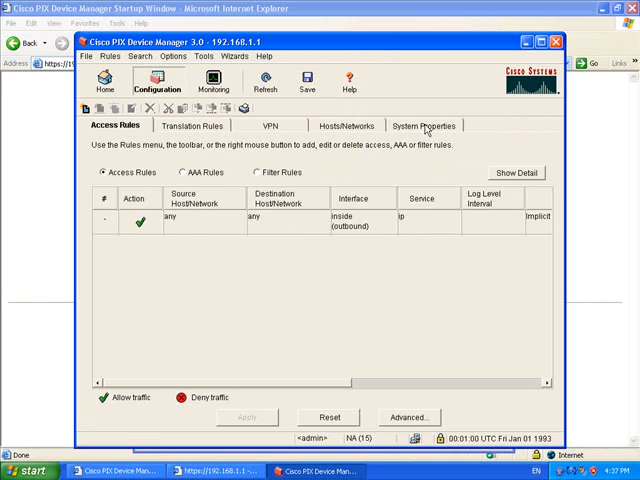 Cisco PIX Device Manager Startup Window - Microsoft Internet Explorer
File Edit View Favorites Tools Help
Back
Address https://19
Go
Links
Cisco PIX Device Manager 3.0 - 192.168.1.1
File Rules Search Options Tools Wizards Help
Home Configuration Monitoring Refresh Save Help
CISCO SYSTEMS
Access Rules Translation Rules VPN Hosts/Networks System Properties
Use the Rules menu, the toolbar, or the right mouse button to add, edit or delete access, AAA or filter rules.
Access Rules AAA Rules Filter Rules Show Detail
# Action Source Host/Network Destination Host/Network Interface Service Log Level Interval
- any any inside (outbound) ip Implicit
Allow traffic Deny traffic
Apply Reset Advanced...
<admin> NA (15) 00:01:00 UTC Fri Jan 01 1993
Done Internet
start Cisco PIX Device Man... https://192.168.1.1 -... Cisco PIX Device Man... EN 4:37 PM